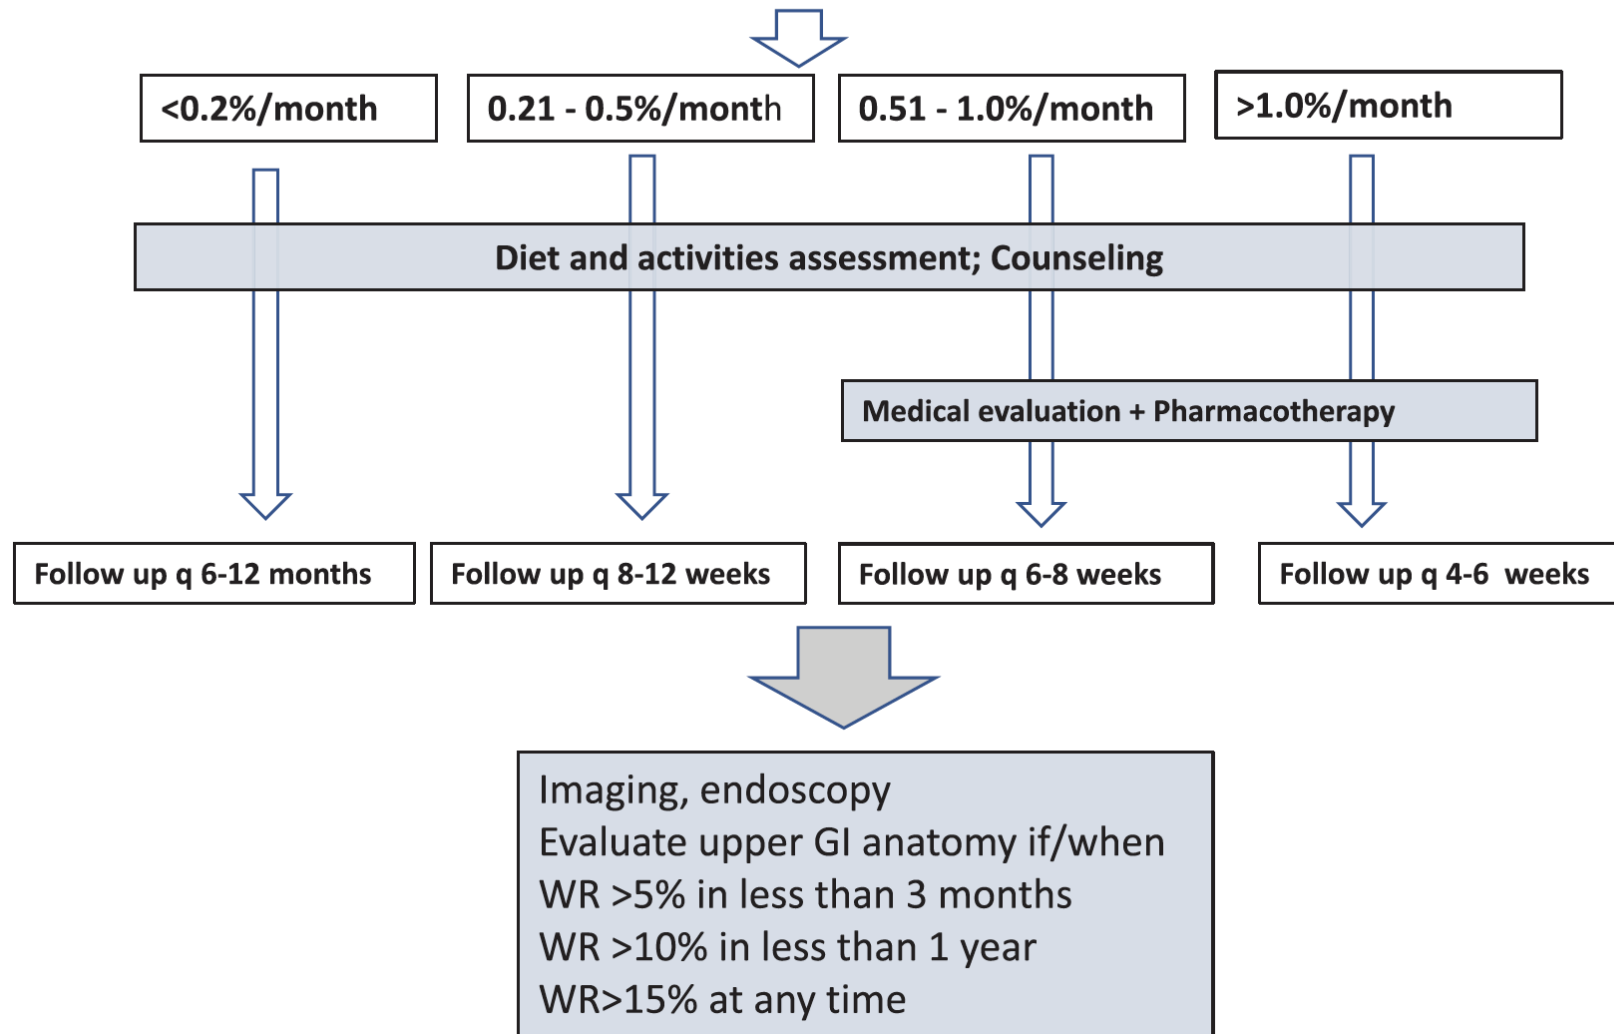 <0.2%/month
0.21 - 0.5%/month
0.51 - 1.0%/month
>1.0%/month
Diet and activities assessment; Counseling
Medical evaluation + Pharmacotherapy
Follow up q 6-12 months
Follow up q 8-12 weeks
Follow up q 6-8 weeks
Follow up q 4-6 weeks
Imaging, endoscopy
Evaluate upper GI anatomy if/when
WR >5% in less than 3 months
WR >10% in less than 1 year
WR>15% at any time